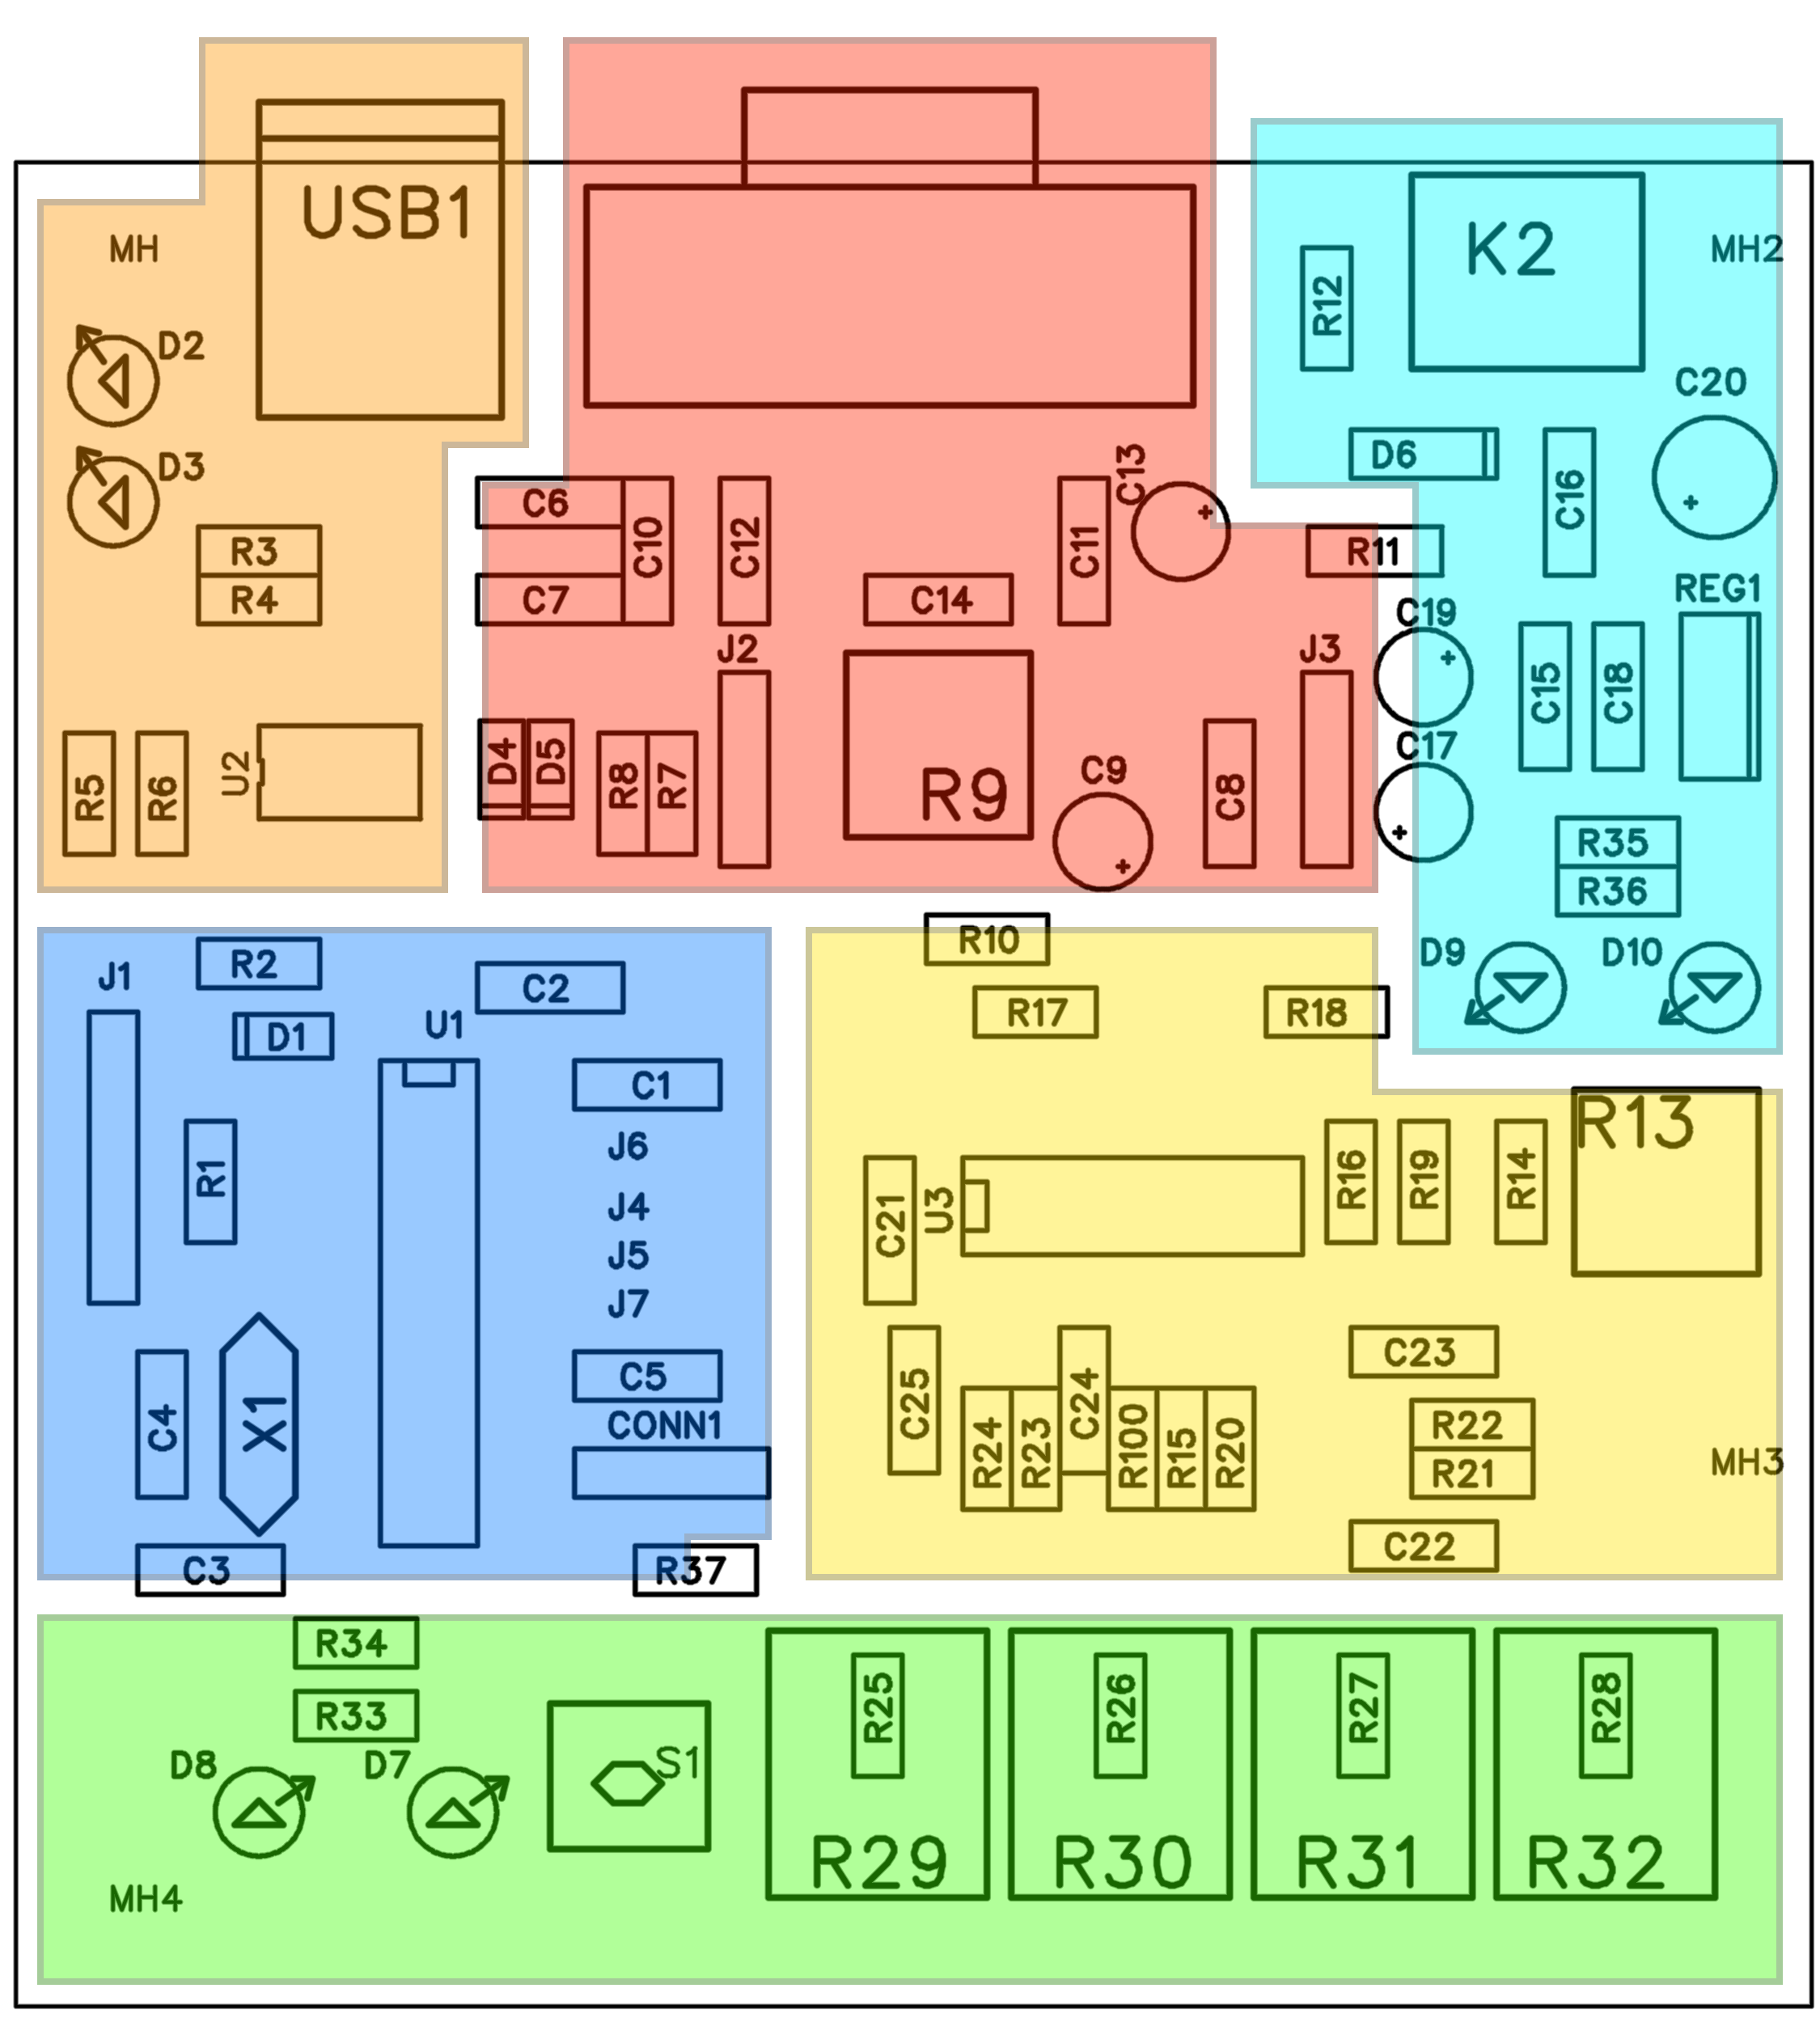 USB1
K2
MH
MH2
R12
D2
C20
D3
D6
C13
C6
C16
C10
C12
C11
R3
R11
R4
C7
C14
C19
REG1
J2
J3
C15
C18
D4
D5
C17
U2
R5
R6
R8
R7
R9
C9
C8
R35
R36
R10
D9
D10
J1
R2
C2
R17
R18
U1
D1
C1
R13
J6
R1
R16
R19
R14
J4
C21
U3
J5
J7
C23
C5
C25
C24
X1
C4
CONN1
R24
R23
R100
R15
R20
R22
R21
MH3
C22
C3
R37
R34
R33
R25
R26
R27
R28
D8
D7
S1
R29
R30
R31
R32
MH4